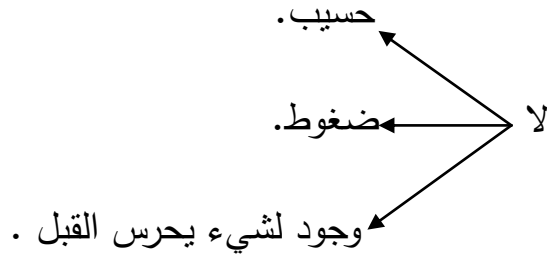 حسيب.
لا
ضغوط.
وجود لشيء يحرس القبل .